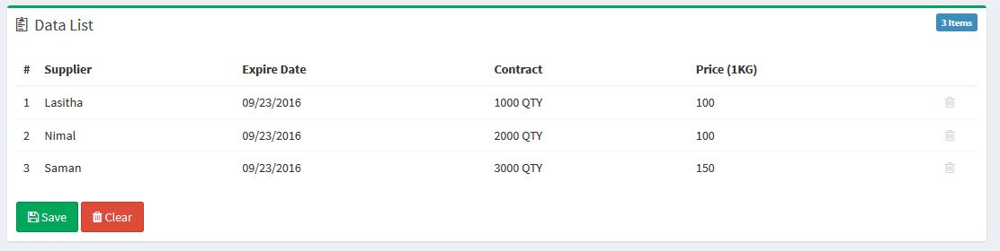 Data List
3 Items
# Supplier Expire Date Contract Price (1KG)
1 Lasitha 09/23/2016 1000 QTY 100
2 Nimal 09/23/2016 2000 QTY 100
3 Saman 09/23/2016 3000 QTY 150
Save Clear